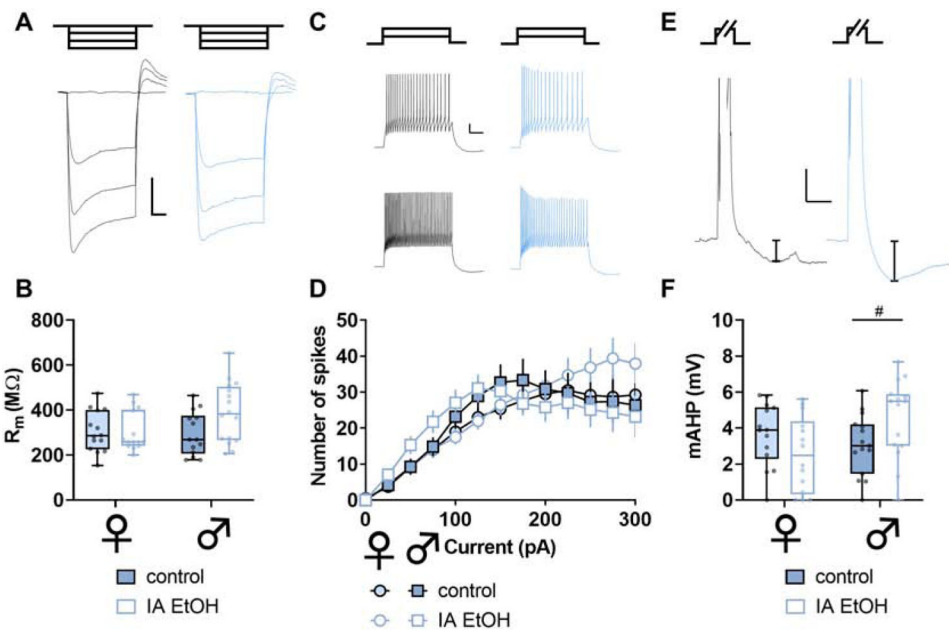 A
C
E
B
D
F
800
600
400
200
0
Rm (MΩ)
♀
♂
control
IA EtOH
50
40
30
20
10
0
Number of spikes
0
100
200
300
♀ ♂ Current (pA)
control
IA EtOH
10
8
6
4
2
0
mAHP (mV)
#
♀
♂
control
IA EtOH